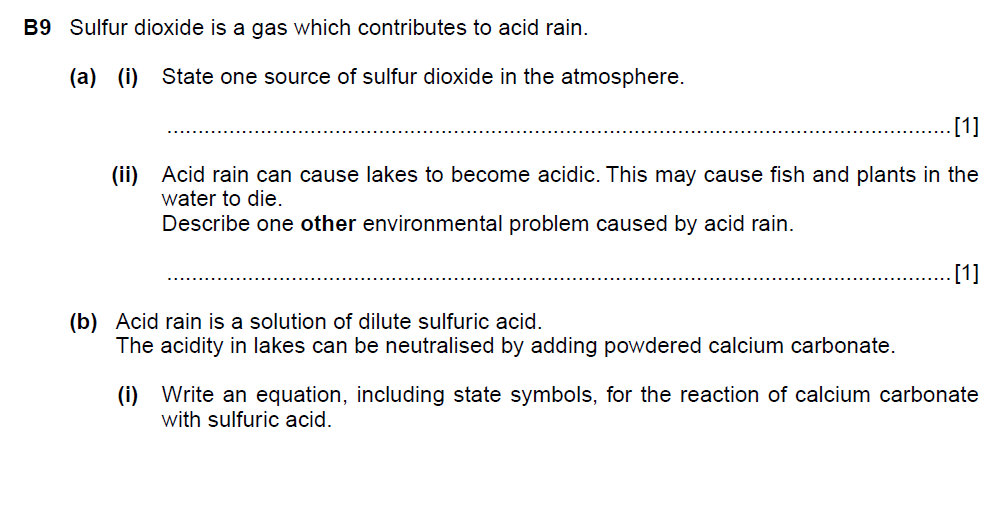 B9 Sulfur dioxide is a gas which contributes to acid rain.
(a) (i) State one source of sulfur dioxide in the atmosphere.
..............................................................................................................................[1]
(ii) Acid rain can cause lakes to become acidic. This may cause fish and plants in the
water to die.
Describe one other environmental problem caused by acid rain.
..............................................................................................................................[1]
(b) Acid rain is a solution of dilute sulfuric acid.
The acidity in lakes can be neutralised by adding powdered calcium carbonate.
(i) Write an equation, including state symbols, for the reaction of calcium carbonate
with sulfuric acid.